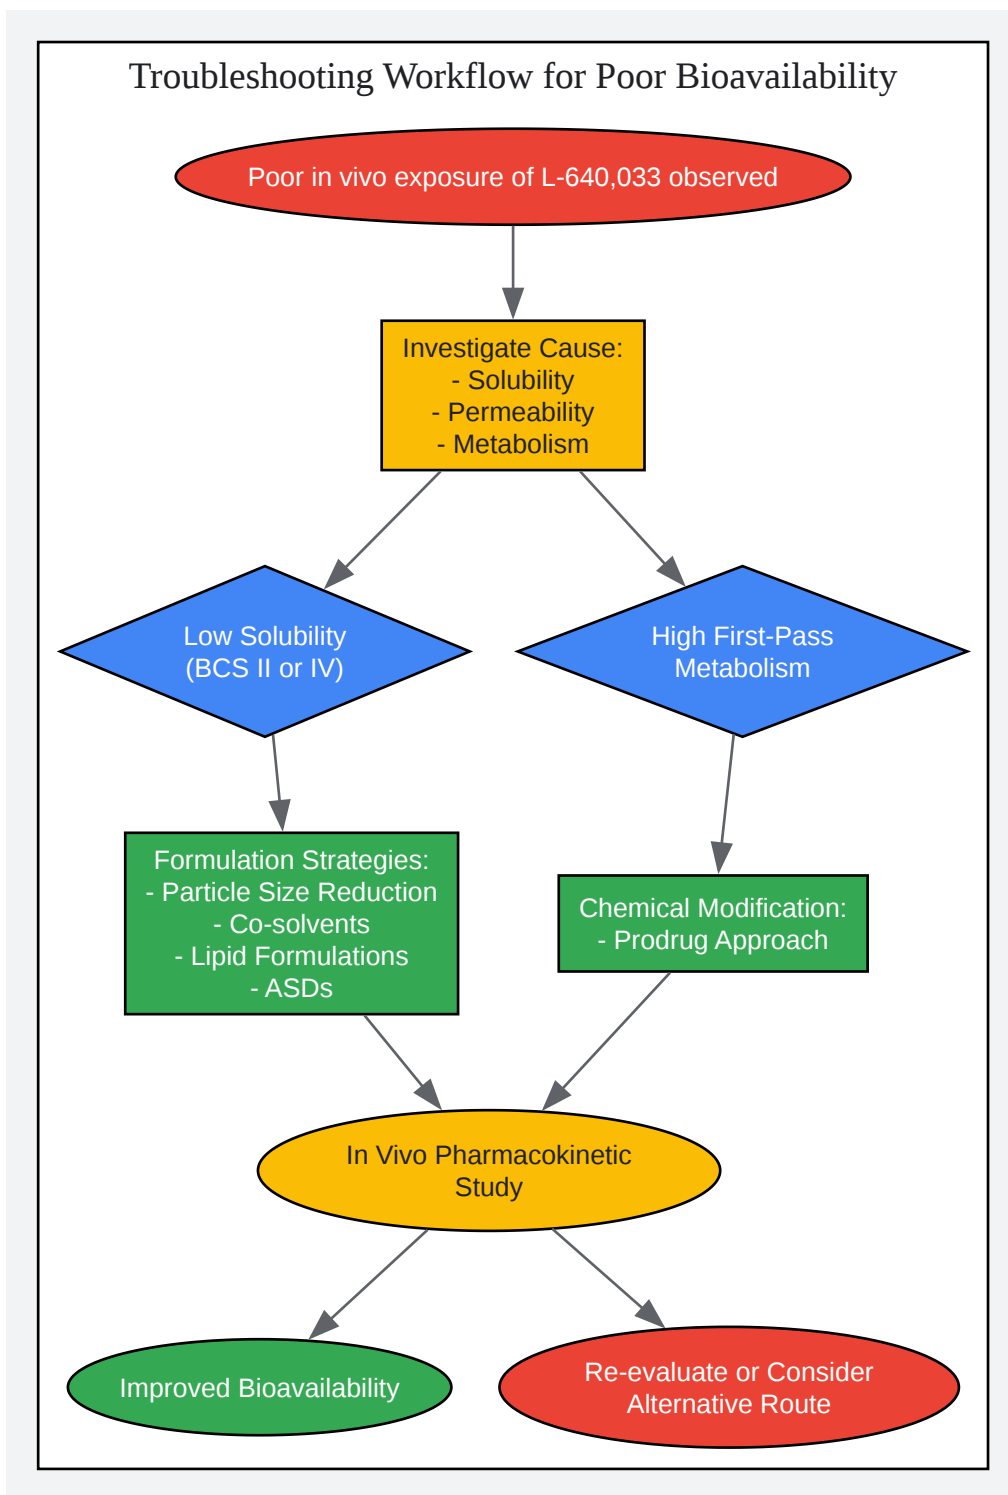 Troubleshooting Workflow for Poor Bioavailability
Poor in vivo exposure of L-640,033 observed
Investigate Cause:
- Solubility
- Permeability
- Metabolism
Low Solubility
(BCS II or IV)
High First-Pass
Metabolism
Formulation Strategies:
- Particle Size Reduction
- Co-solvents
- Lipid Formulations
- ASDs
Chemical Modification:
- Prodrug Approach
In Vivo Pharmacokinetic
Study
Improved Bioavailability
Re-evaluate or Consider
Alternative Route